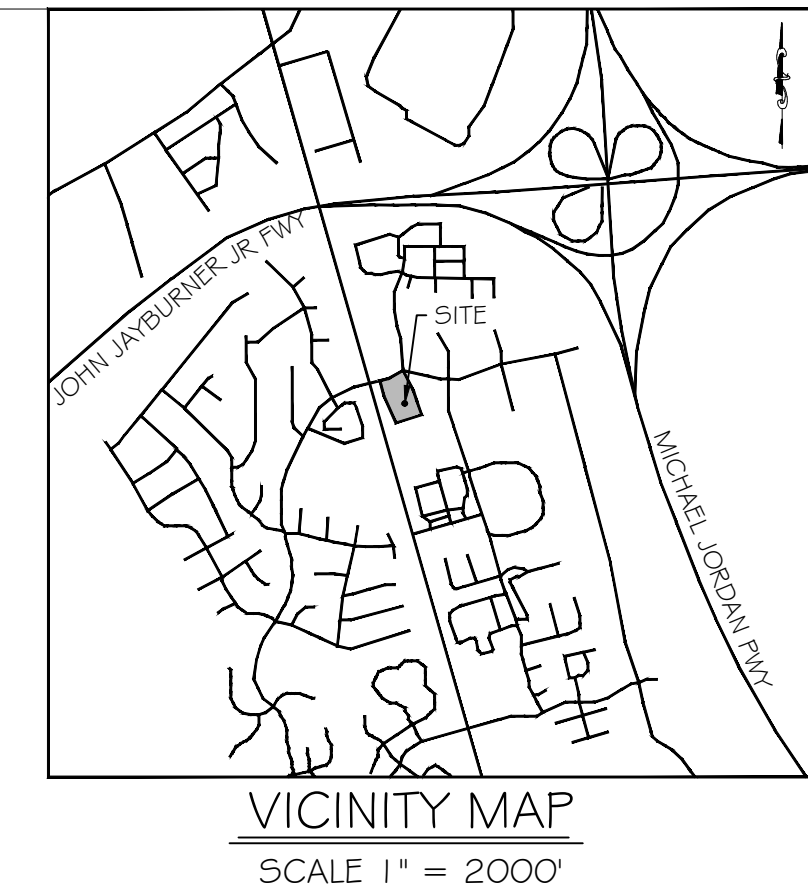 JOHN JAYBURNER JR FWY
SITE
MICHAEL JORDAN PWY
VICINITY MAP
SCALE 1" = 2000'